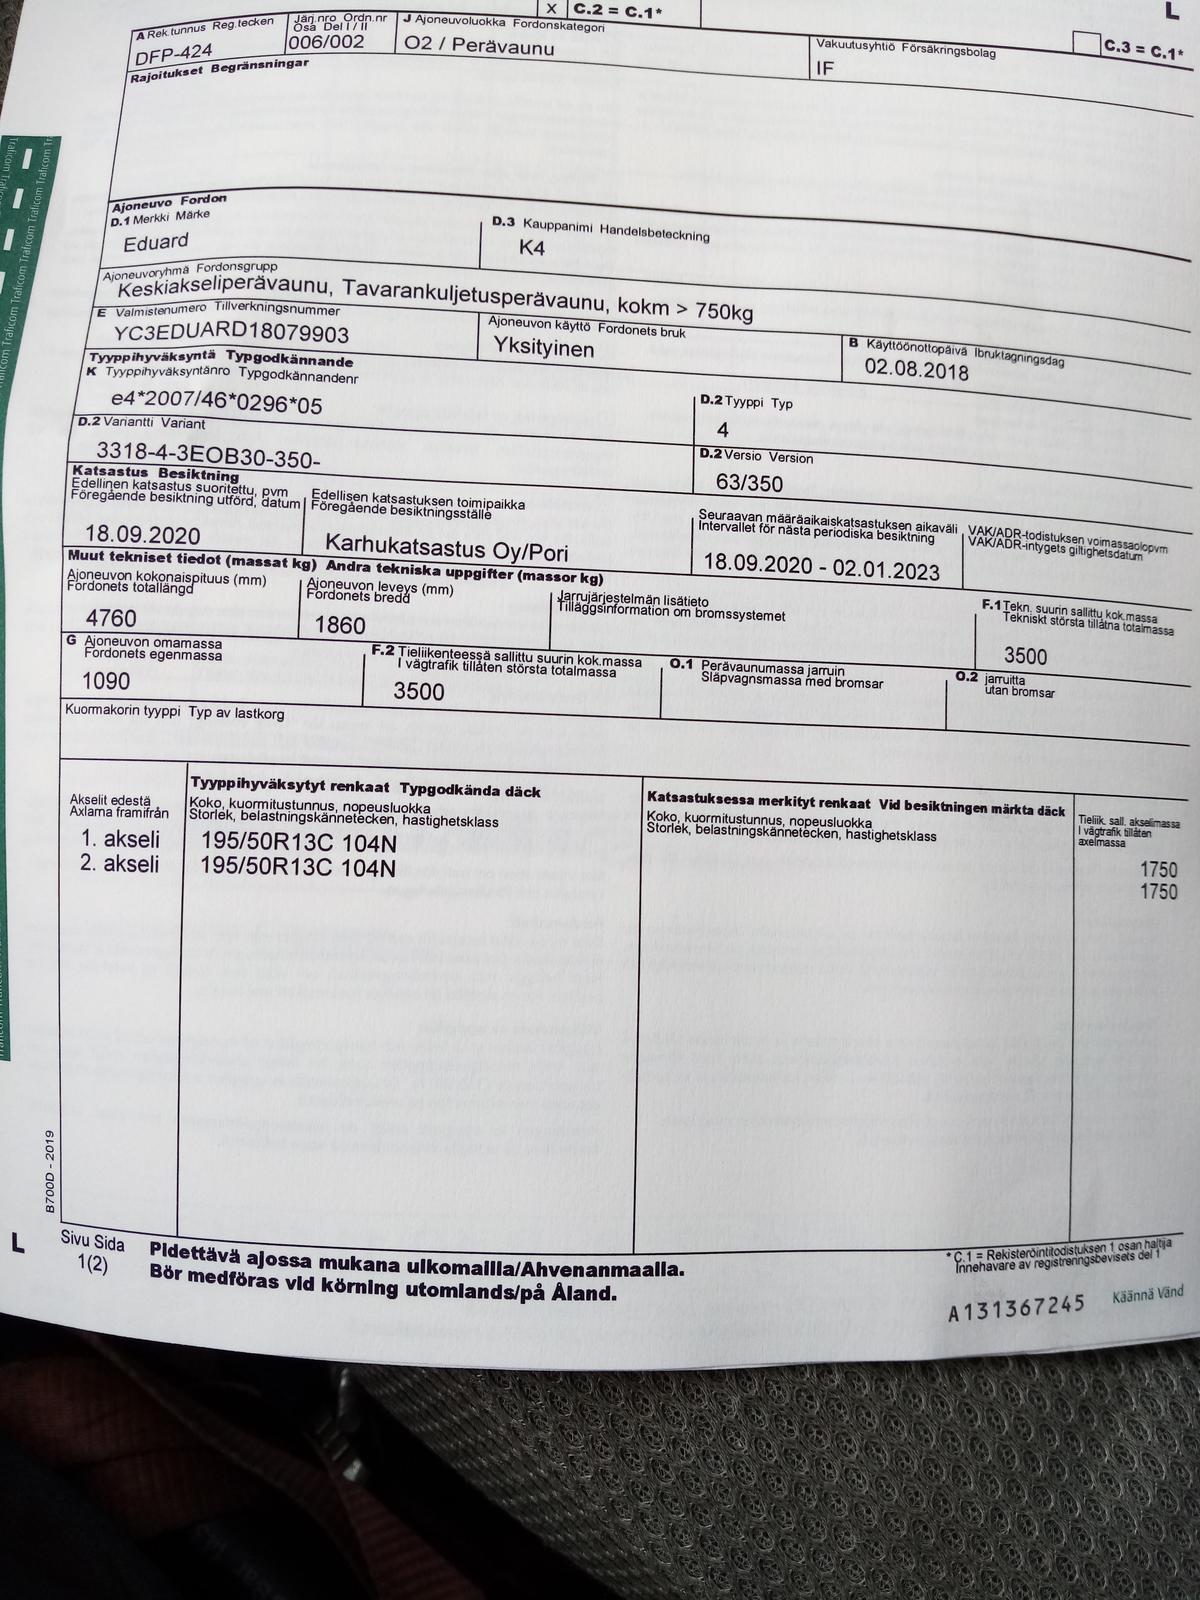 X C.2 = C.1*
L
C.3 = C.1*
A Rek.tunnus Reg.tecken
DFP-424
Järj.nro Ordn.nr
Osa Del I / II
006/002
J Ajoneuvoluokka Fordonskategori
O2 / Perävaunu
Vakuutusyhtiö Försäkringsbolag
IF
Rajoitukset Begränsningar
Ajoneuvo Fordon
D.1 Merkki Märke
Eduard
D.3 Kauppanimi Handelsbeteckning
K4
Ajoneuvoryhmä Fordonsgrupp
Keskiakseliperävaunu, Tavarankuljetusperävaunu, kokm > 750kg
E Valmistenumero Tillverkningsnummer
YC3EDUARD18079903
Ajoneuvon käyttö Fordonets bruk
Yksityinen
B Käyttöönottopäivä Ibruktagningsdag
02.08.2018
Tyyppihyväksyntä Typgodkännande
K Tyyppihyväksyntänro Typgodkännandenr
e4*2007/46*0296*05
D.2 Tyyppi Typ
4
D.2 Variantti Variant
3318-4-3EOB30-350-
D.2 Versio Version
63/350
Katsastus Besiktning
Edellinen katsastus suoritettu, pvm
Föregående besiktning utförd, datum
18.09.2020
Edellisen katsastuksen toimipaikka
Föregående besiktningsställe
Karhukatsastus Oy/Pori
Seuraavan määräaikaiskatsastuksen aikaväli
Intervallet för nästa periodiska besiktning
18.09.2020 - 02.01.2023
VAK/ADR-todistuksen voimassaolopvm
VAK/ADR-intygets giltighetsdatum
Muut tekniset tiedot (massat kg) Andra tekniska uppgifter (massor kg)
Ajoneuvon kokonaispituus (mm)
Fordonets totallängd
4760
Ajoneuvon leveys (mm)
Fordonets bredd
1860
Jarrujärjestelmän lisätieto
Tilläggsinformation om bromssystemet
F.1 Tekn. suurin sallittu kok.massa
Tekniskt största tillåtna totalmassa
3500
G Ajoneuvon omamassa
Fordonets egenmassa
1090
F.2 Tieliikenteessä sallittu suurin kok.massa
I vägtrafik tillåten största totalmassa
3500
O.1 Perävaunumassa jarruin
Släpvagnsmassa med bromsar
O.2 jarruitta
utan bromsar
Kuormakorin tyyppi Typ av lastkorg
Akselit edestä
Axlarna framifrån
Tyyppihyväksytyt renkaat Typgodkända däck
Koko, kuormitustunnus, nopeusluokka
Storlek, belastningskännetecken, hastighetsklass
Katsastuksessa merkityt renkaat Vid besiktningen märkta däck
Koko, kuormitustunnus, nopeusluokka
Storlek, belastningskännetecken, hastighetsklass
Tieliik. sall. akselimassa
I vägtrafik tillåten
axelmassa
1. akseli 195/50R13C 104N 1750
2. akseli 195/50R13C 104N 1750
B700D - 2019
L
Sivu Sida
1(2)
Pidettävä ajossa mukana ulkomailla/Ahvenanmaalla.
Bör medföras vid körning utomlands/på Åland.
* C.1 = Rekisteröintitodistuksen 1 osan haltija
Innehavare av registreringsbevisets del 1
A131367245
Käännä Vänd